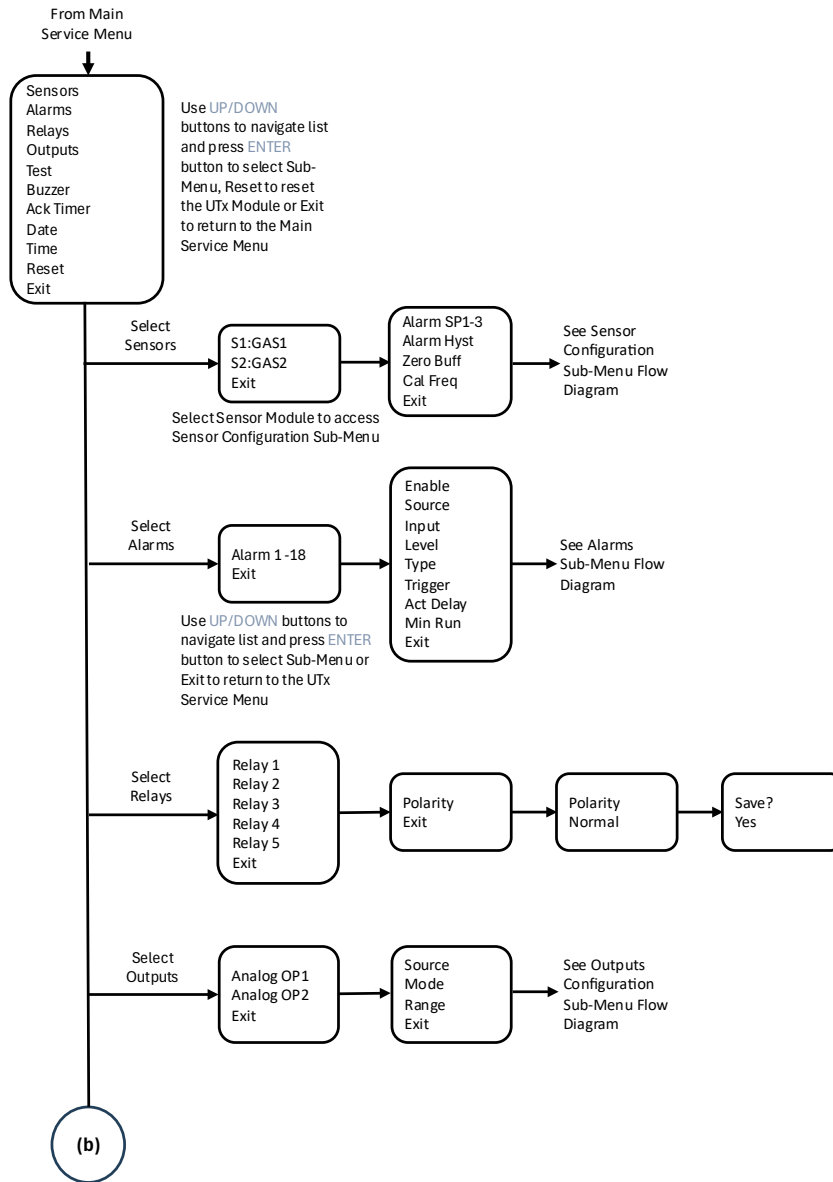 From Main
Service Menu
Sensors
Alarms
Relays
Outputs
Test
Buzzer
Ack Timer
Date
Time
Reset
Exit
Use UP/DOWN
buttons to navigate list
and press ENTER
button to select Sub-
Menu, Reset to reset
the UTx Module or Exit
to return to the Main
Service Menu
Select
Sensors
S1:GAS1
S2:GAS2
Exit
Alarm SP1-3
Alarm Hyst
Zero Buff
Cal Freq
Exit
See Sensor
Configuration
Sub-Menu Flow
Diagram
Select Sensor Module to access
Sensor Configuration Sub-Menu
Select
Alarms
Alarm 1-18
Exit
Enable
Source
Input
Level
Type
Trigger
Act Delay
Min Run
Exit
See Alarms
Sub-Menu Flow
Diagram
Use UP/DOWN buttons to
navigate list and press ENTER
button to select Sub-Menu or
Exit to return to the UTx
Service Menu
Select
Relays
Relay 1
Relay 2
Relay 3
Relay 4
Relay 5
Exit
Polarity
Exit
Polarity
Normal
Save?
Yes
Select
Outputs
Analog OP1
Analog OP2
Exit
Source
Mode
Range
Exit
See Outputs
Configuration
Sub-Menu Flow
Diagram
(b)